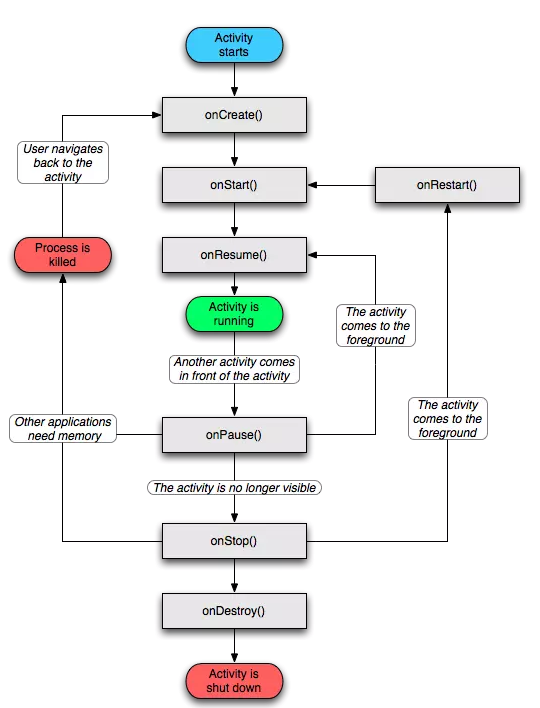 Activity
starts
onCreate()
User navigates
back to the
activity
onStart()
onRestart()
Process is
killed
onResume()
Activity is
running
The activity
comes to the
foreground
Another activity comes
in front of the activity
The activity
comes to the
foreground
Other applications
need memory
onPause()
The activity is no longer visible
onStop()
onDestroy()
Activity is
shut down